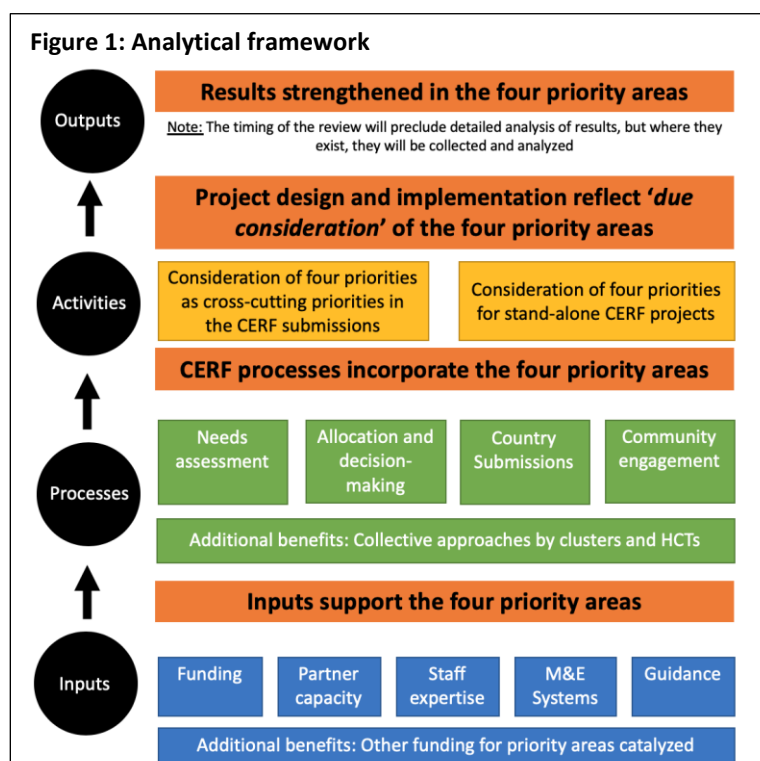 Figure 1: Analytical framework
Outputs
Results strengthened in the four priority areas
Note: The timing of the review will preclude detailed analysis of results, but where they
exist, they will be collected and analyzed
Project design and implementation reflect ‘due
consideration’ of the four priority areas
Activities
Consideration of four priorities
as cross-cutting priorities in
the CERF submissions
Consideration of four priorities
for stand-alone CERF projects
CERF processes incorporate the four priority areas
Processes
Needs
assessment
Allocation and
decision-
making
Country
Submissions
Community
engagement
Additional benefits: Collective approaches by clusters and HCTs
Inputs support the four priority areas
Inputs
Funding
Partner
capacity
Staff
expertise
M&E
Systems
Guidance
Additional benefits: Other funding for priority areas catalyzed